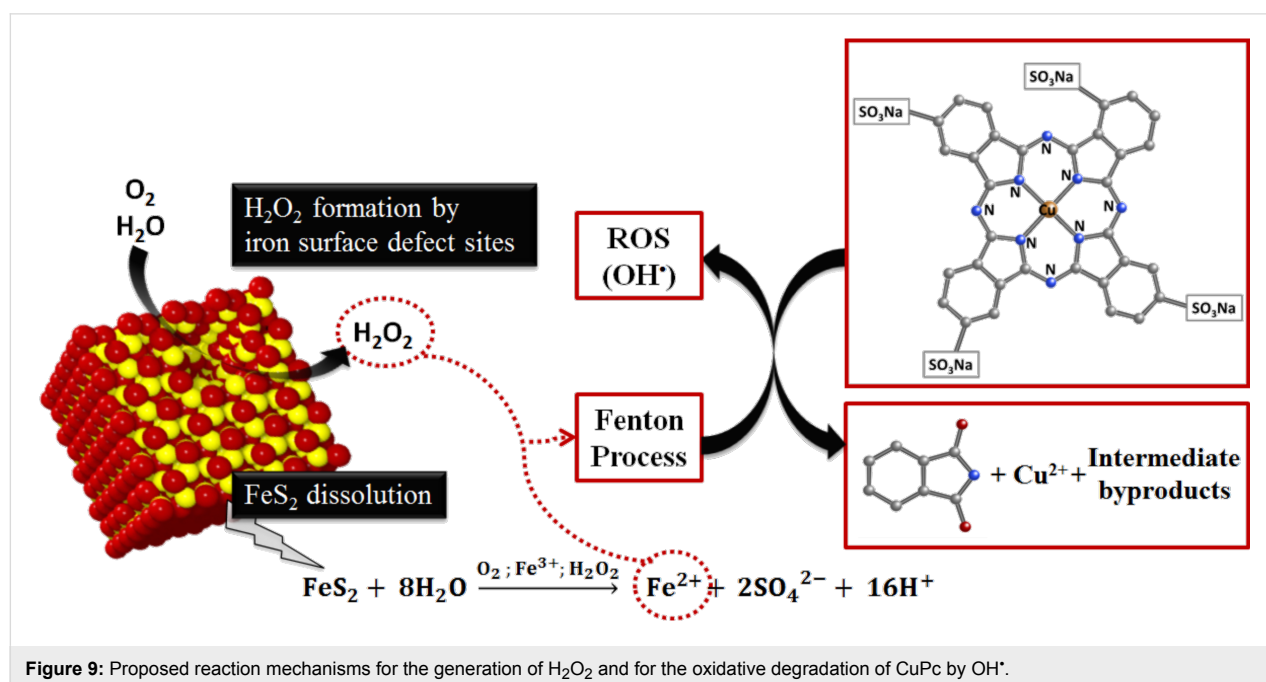 O₂
H₂O
H₂O₂ formation by
iron surface defect sites
H₂O₂
FeS₂ dissolution
FeS₂ + 8H₂O
O₂ ; Fe³⁺; H₂O₂
Fe²⁺ + 2SO₄²⁻ + 16H⁺
ROS
(OH•)
Fenton
Process
SO₃Na
SO₃Na
N
N
N
N
Cu
N
N
N
N
SO₃Na
SO₃Na
+ Cu²⁺ + Intermediate
byproducts
Figure 9: Proposed reaction mechanisms for the generation of H₂O₂ and for the oxidative degradation of CuPc by OH•.